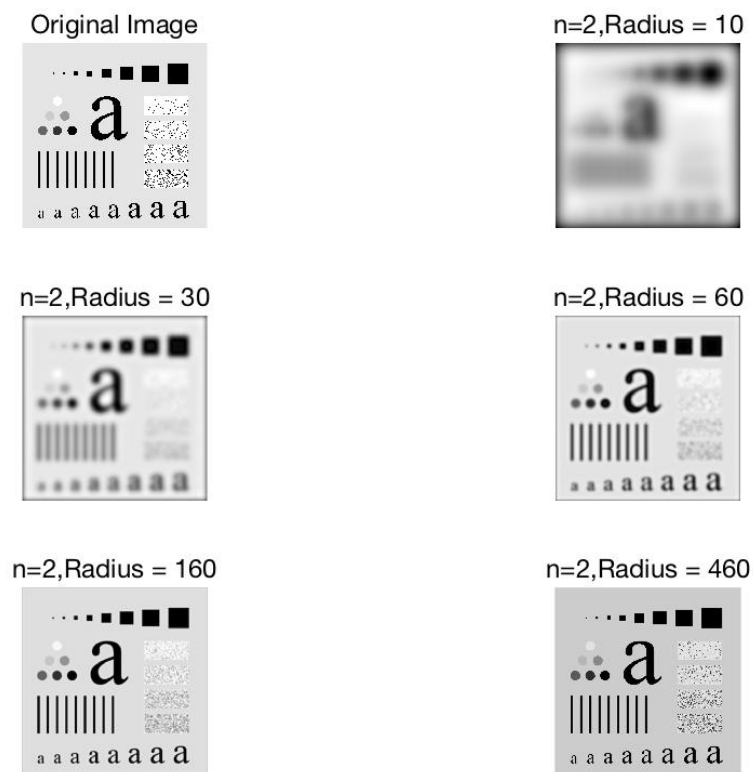 Original Image
a
a a a a a a a a
n=2,Radius = 10
a
n=2,Radius = 30
a
a a a a a a a a
n=2,Radius = 60
a
a a a a a a a a
n=2,Radius = 160
a
a a a a a a a a
n=2,Radius = 460
a
a a a a a a a a